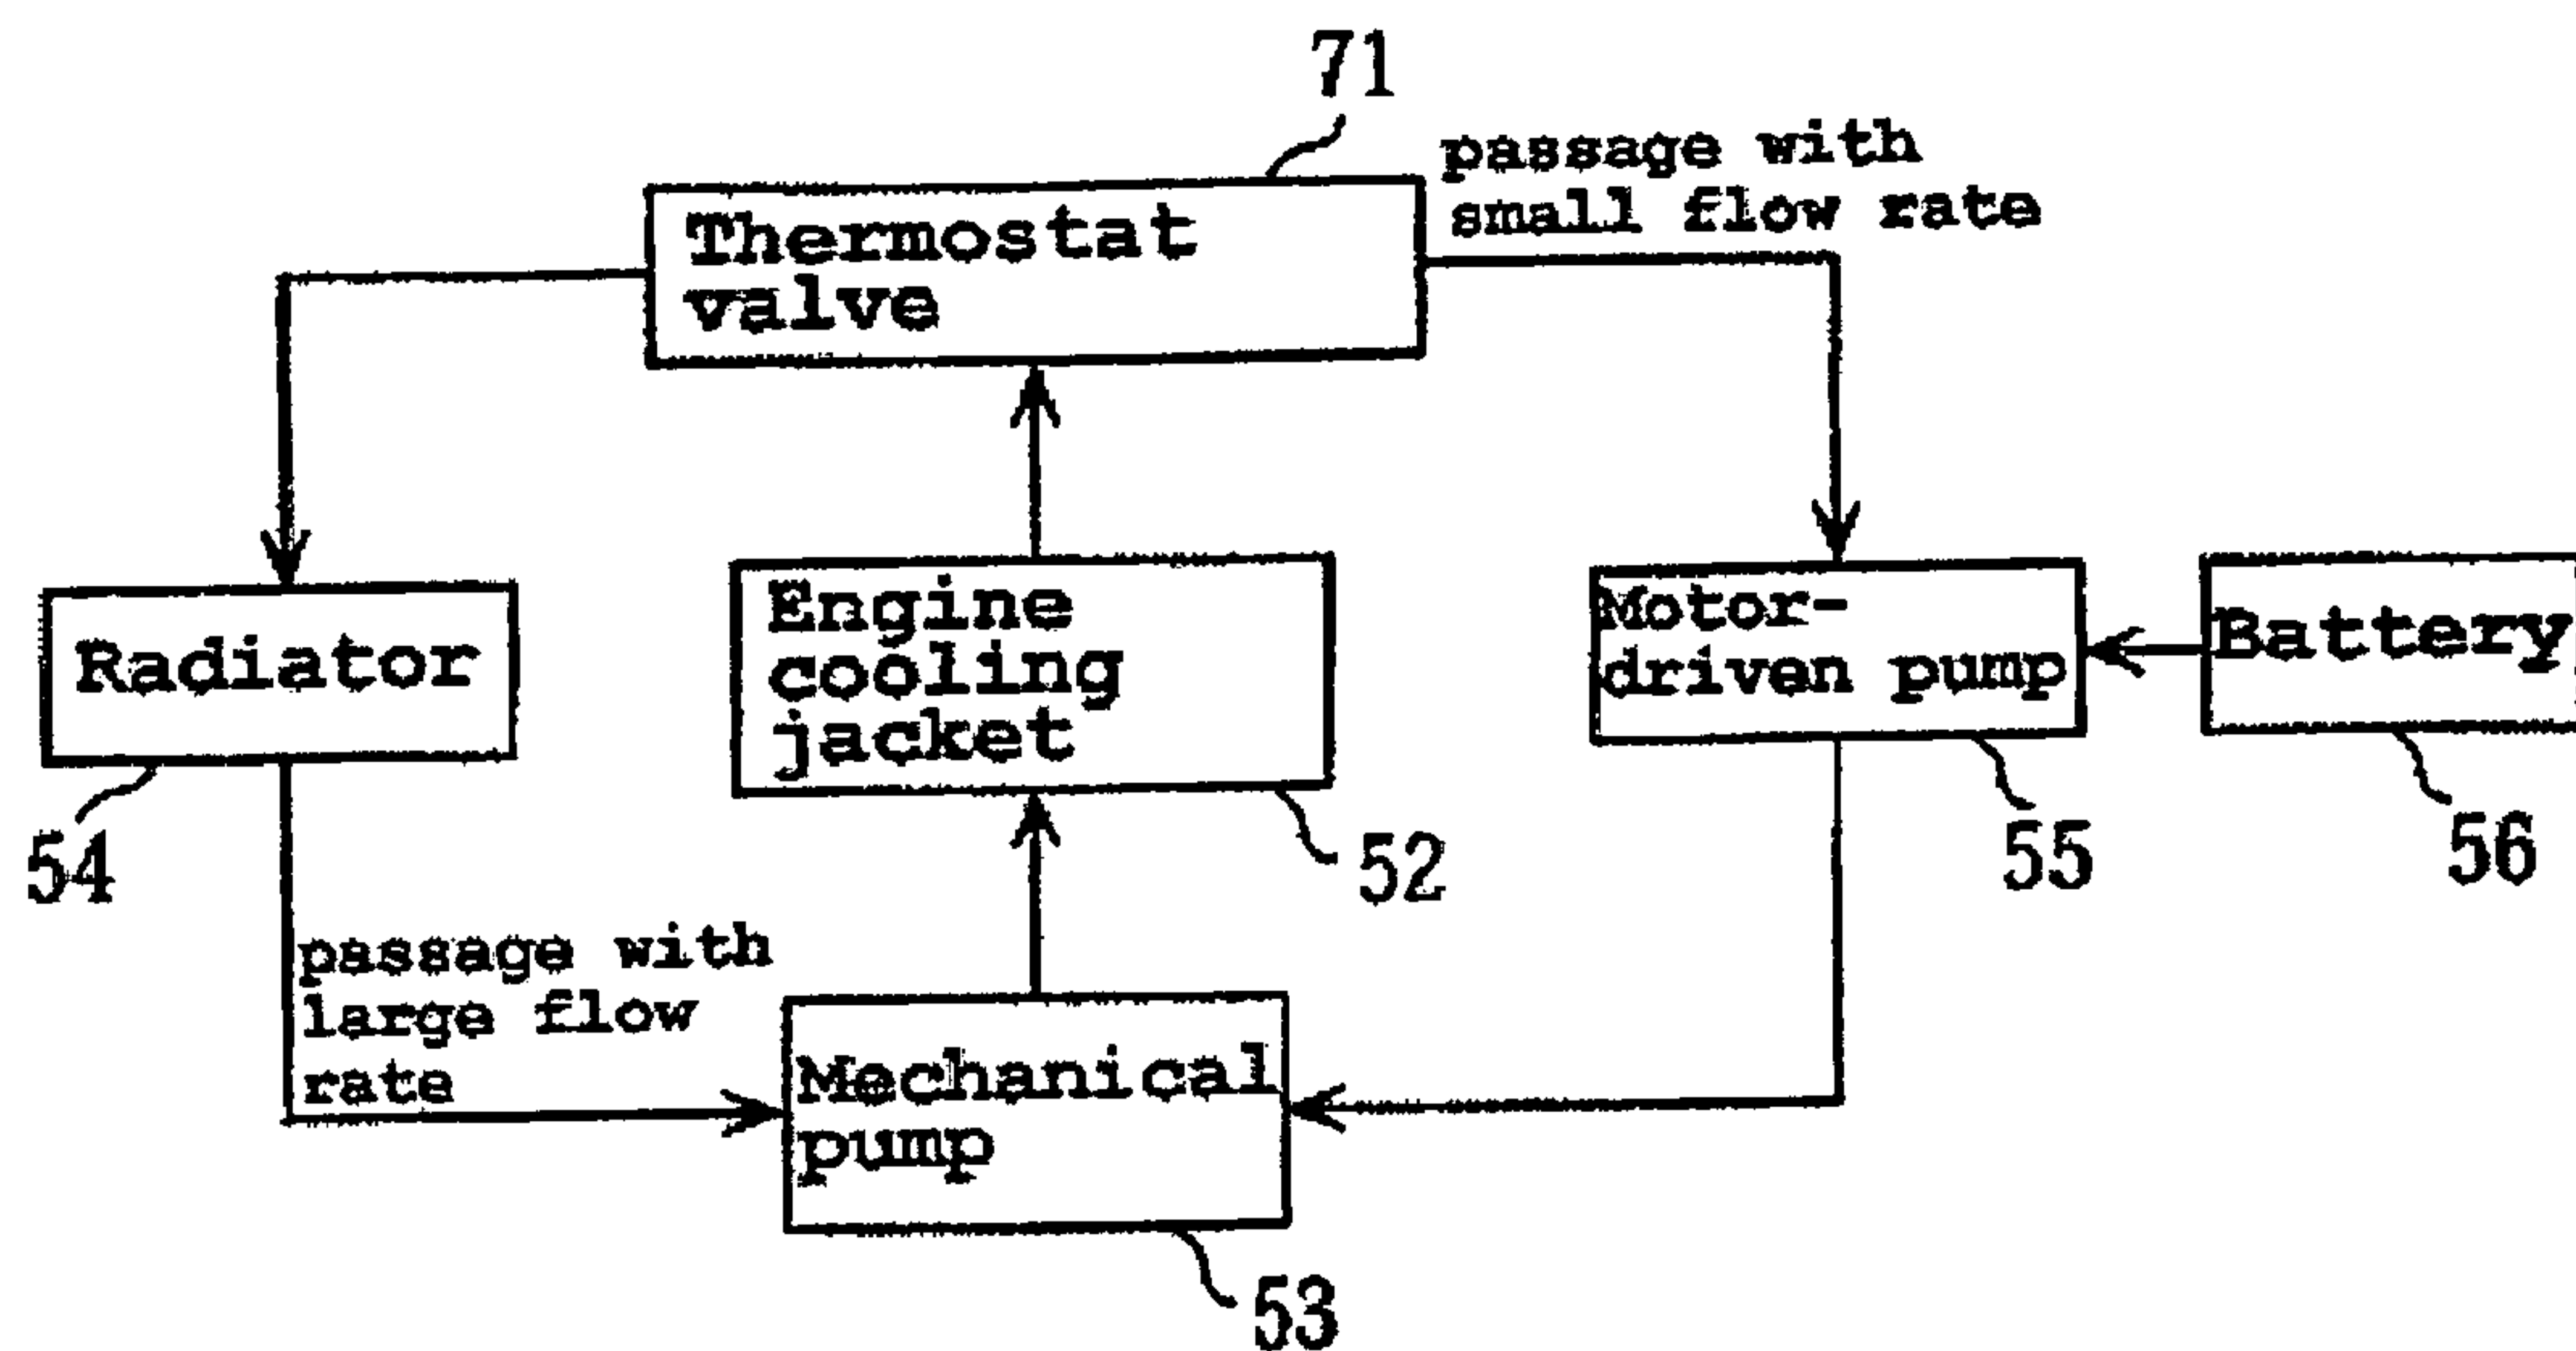 71
passage with
small flow rate
Thermostat
valve
Radiator
Engine
cooling
jacket
Motor-
driven pump
Battery
54
52
55
56
passage with
large flow
rate
Mechanical
pump
53